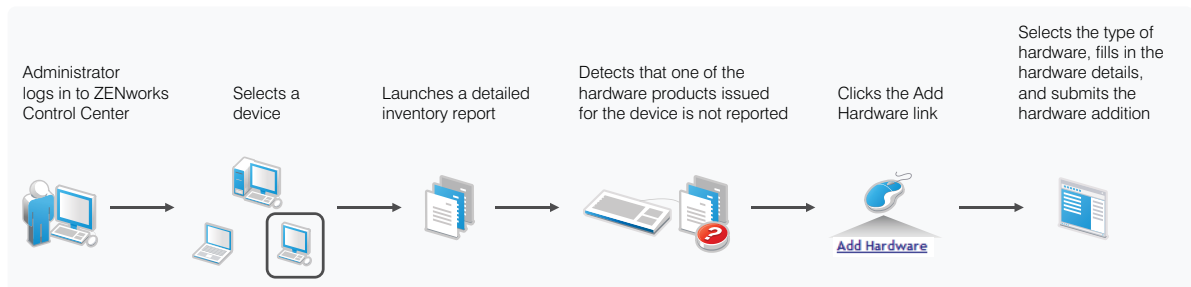 Administrator
logs in to ZENworks
Control Center
Selects a
device
Launches a detailed
inventory report
Detects that one of the
hardware products issued
for the device is not reported
Clicks the Add
Hardware link
Selects the type of
hardware, fills in the
hardware details,
and submits the
hardware addition
?
Add Hardware